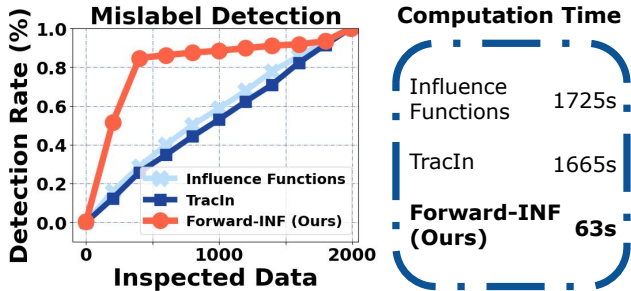 Mislabel Detection
Detection Rate (%)
1.0
0.8
0.6
0.4
0.2
0.0
Influence Functions
TracIn
Forward-INF (Ours)
0
1000
2000
Inspected Data
Computation Time
Influence
Functions 1725s
TracIn 1665s
Forward-INF
(Ours) 63s